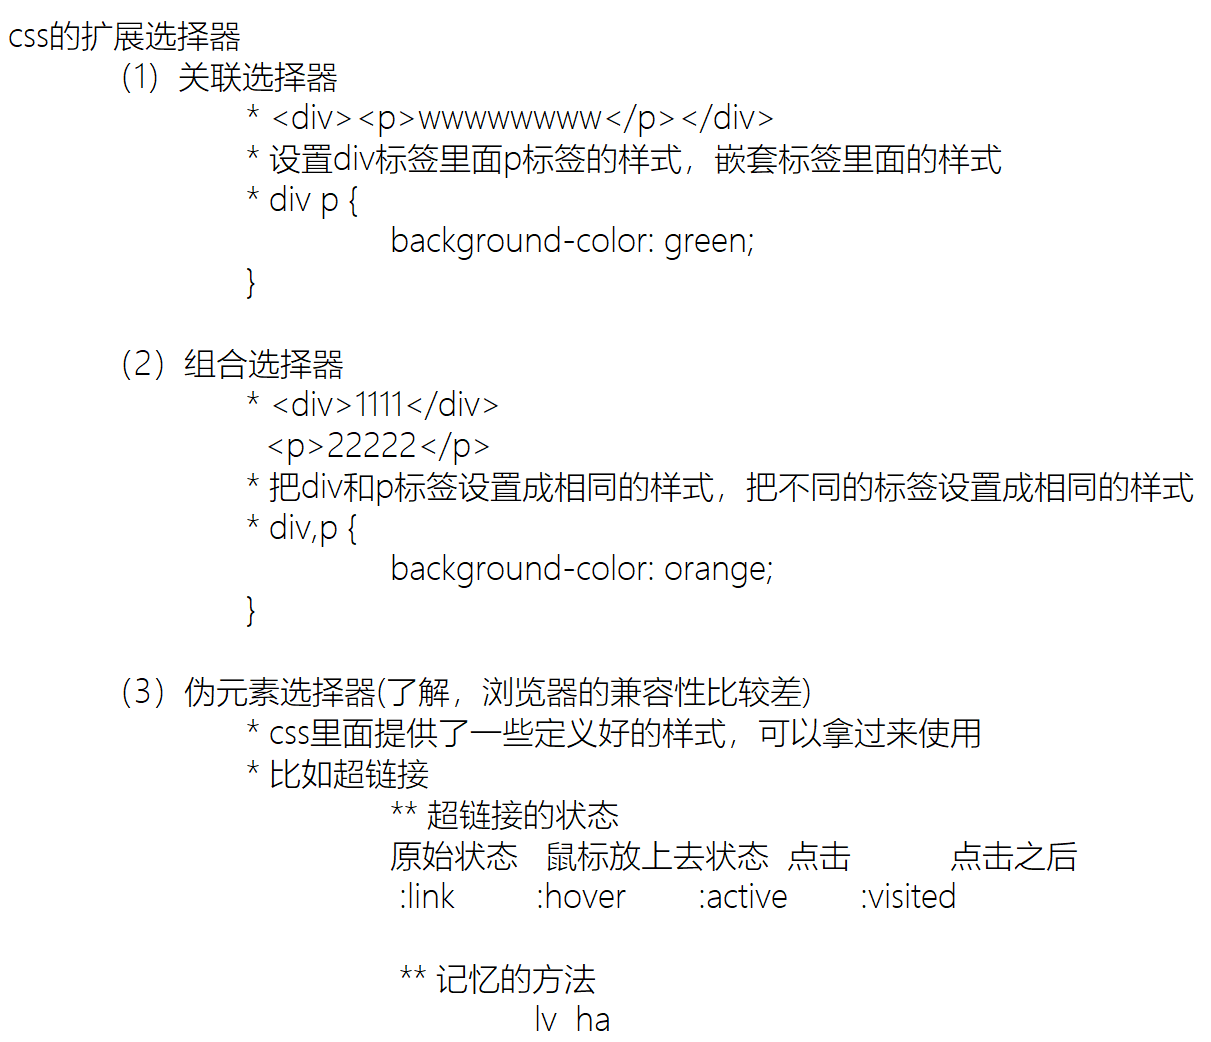 css的扩展选择器
（1）关联选择器
* <div><p>wwwwwwww</p></div>
* 设置div标签里面p标签的样式，嵌套标签里面的样式
* div p {
background-color: green;
}
（2）组合选择器
* <div>1111</div>
<p>22222</p>
* 把div和p标签设置成相同的样式，把不同的标签设置成相同的样式
* div,p {
background-color: orange;
}
（3）伪元素选择器(了解，浏览器的兼容性比较差)
* css里面提供了一些定义好的样式，可以拿过来使用
* 比如超链接
** 超链接的状态
原始状态 鼠标放上去状态 点击 点击之后
:link :hover :active :visited
** 记忆的方法
lv ha